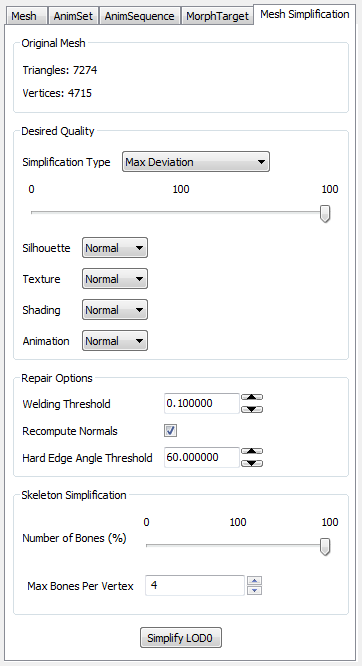 Mesh AnimSet AnimSequence MorphTarget Mesh Simplification
Original Mesh
Triangles: 7274
Vertices: 4715
Desired Quality
Simplification Type Max Deviation
0 100 100
Silhouette Normal
Texture Normal
Shading Normal
Animation Normal
Repair Options
Welding Threshold 0.100000
Recompute Normals
Hard Edge Angle Threshold 60.000000
Skeleton Simplification
0 100 100
Number of Bones (%)
Max Bones Per Vertex 4
Simplify LOD0